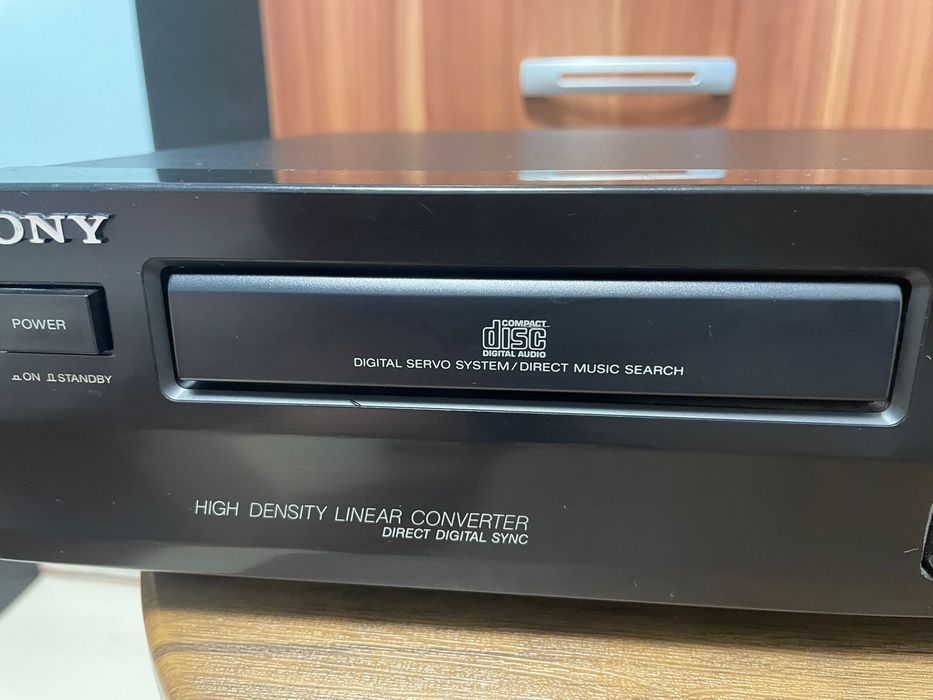 ONY
POWER
ON STANDBY
COMPACT
disc
DIGITAL AUDIO
DIGITAL SERVO SYSTEM/DIRECT MUSIC SEARCH
HIGH DENSITY LINEAR CONVERTER
DIRECT DIGITAL SYNC